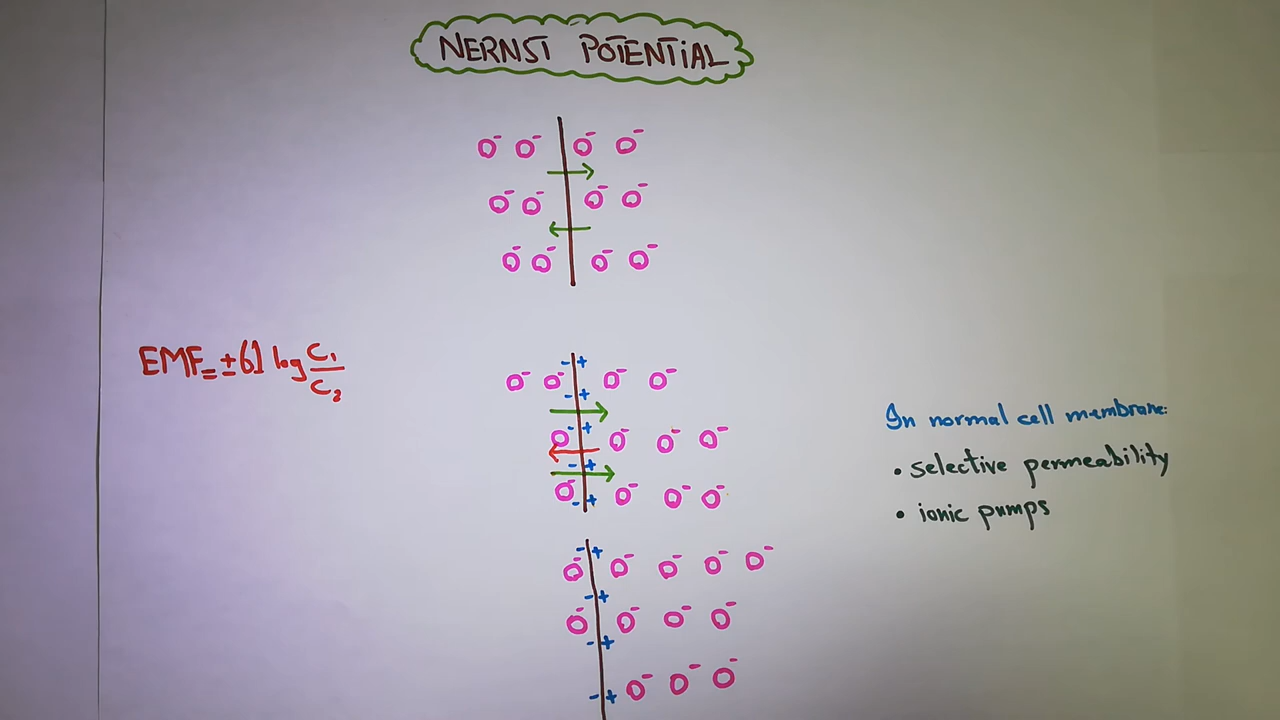 NERNST POTENTIAL
O⁻ O⁻ O⁻ O⁻
O⁻ O⁻ O⁻ O⁻
O⁻ O⁻ O⁻ O⁻
EMF = ±61 log C₁/C₂
- +
O⁻ O⁻ O⁻ O⁻
- +
- +
O⁻ O⁻ O⁻ O⁻
- +
O⁻ O⁻ O⁻ O⁻
- +
In normal cell membrane:
• selective permeability
• ionic pumps
- +
O⁻ O⁻ O⁻ O⁻ O⁻
- +
O⁻ O⁻ O⁻ O⁻
- +
O⁻ O⁻ O⁻
- +